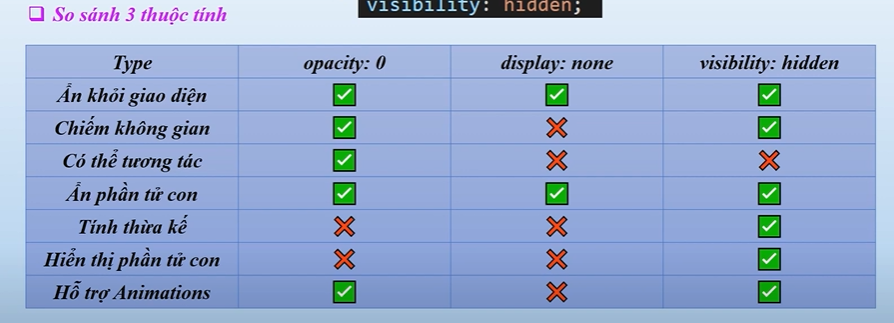 visibility: hidden;
So sánh 3 thuộc tính
Type opacity: 0 display: none visibility: hidden
Ẩn khỏi giao diện ✅ ✅ ✅
Chiếm không gian ✅ ❌ ✅
Có thể tương tác ✅ ❌ ❌
Ẩn phần tử con ✅ ✅ ✅
Tính thừa kế ❌ ❌ ✅
Hiển thị phần tử con ❌ ❌ ✅
Hỗ trợ Animations ✅ ❌ ✅